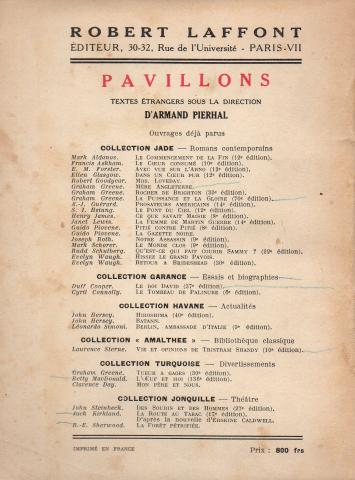 ROBERT LAFFONT
ÉDITEUR, 30-32, Rue de l'Université - PARIS-VII
PAVILLONS
TEXTES ÉTRANGERS SOUS LA DIRECTION
D'ARMAND PIERHAL
Ouvrages déjà parus
COLLECTION JADE — Romans contemporains
Mark Aldanov. LE COMMENCEMENT DE LA FIN (12e édition).
Francis Askham. LE CŒUR CONSUMÉ (10e édition).
E. M. Forster. AVEC VUE SUR L'ARNO (13e édition).
Ellen Glasgow. DANS UN CŒUR PUR (12e édition).
Robert Goodyear. MRS. LOVEDAY.
Graham Greene. MÈRE ANGLETERRE.
Graham Greene. ROCHER DE BRIGHTON (35e édition).
Graham Greene. LA PUISSANCE ET LA GLOIRE (70e édition).
A.-J. Guérard. PASSATEURS AMÉRICAINS (14e édition).
S. I. Hsiung. LE PONT DU CIEL (12e édition).
Henry James. CE QUE SAVAIT MAISIE (8e édition).
Janet Lewis. LA FEMME DE MARTIN GUERRE (14e édition).
Guido Piovene. PITIÉ CONTRE PITIÉ (8e édition).
Guido Piovene. LA GAZETTE NOIRE.
Joseph Roth. NOTRE ASSASSIN (9e édition).
Mark Schorer. LE MONDE CLOS (9e édition).
Budd Schulberg. QU'EST-CE QUI FAIT COURIR SAMMY ? (22e édition).
Evelyn Waugh. HISSEZ LE GRAND PAVOIS.
Evelyn Waugh. RETOUR A BRIDESHEAD (30e édition).
COLLECTION GARANCE — Essais et biographies
Duff Cooper. LE ROI DAVID (27e édition).
Cyril Connolly. LE TOMBEAU DE PALINURE (9e édition).
COLLECTION HAVANE — Actualités
John Hersey. HIROSHIMA (40e édition).
John Hersey. BATAAN.
Léonardo Simoni. BERLIN, AMBASSADE D'ITALIE (9e édition).
COLLECTION « AMALTHEE » — Bibliothèque classique
Laurence Sterne. VIE ET OPINIONS DE TRISTRAM SHANDY (10e édition).
COLLECTION TURQUOISE — Divertissements
Graham Greene. TUEUR A GAGES (30e édition).
Betty MacDonald. L'ŒUF ET MOI (136e édition).
Clarence Day. MON PÈRE ET NOUS.
COLLECTION JONQUILLE — Théâtre
John Steinbeck. DES SOURIS ET DES HOMMES (27e édition).
Jack Kirkland. LA ROUTE AU TABAC (17e édition).
D'après la nouvelle d'ERSKINE CALDWELL.
R.-E. Sherwood. LA FORÊT PÉTRIFIÉE.
IMPRIMÉ EN FRANCE
Prix : 800 frs